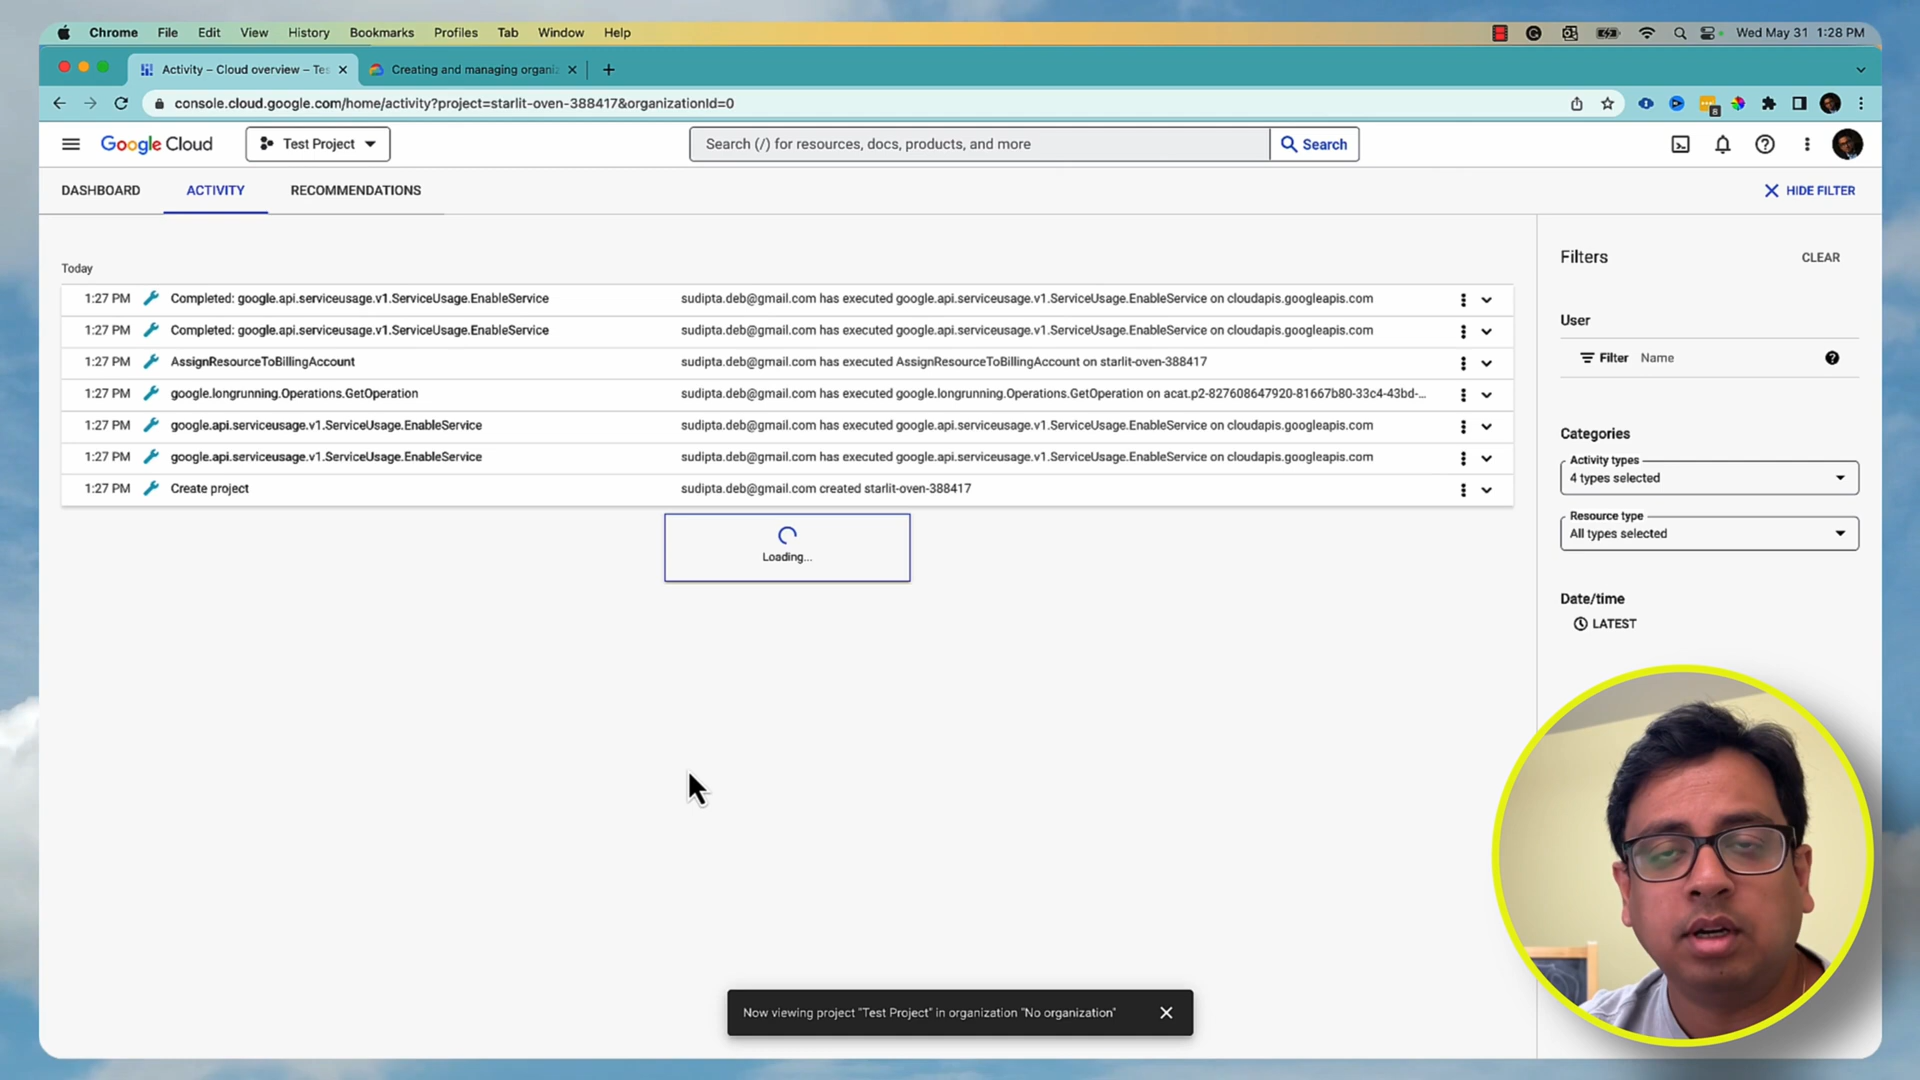 Chrome File Edit View History Bookmarks Profiles Tab Window Help Wed May 31 1:28 PM
Activity – Cloud overview – Tes Creating and managing organiz
console.cloud.google.com/home/activity?project=starlit-oven-388417&organizationId=0 8
Google Cloud Test Project Search (/) for resources, docs, products, and more Search
DASHBOARD ACTIVITY RECOMMENDATIONS HIDE FILTER
Today
1:27 PM Completed: google.api.serviceusage.v1.ServiceUsage.EnableService sudipta.deb@gmail.com has executed google.api.serviceusage.v1.ServiceUsage.EnableService on cloudapis.googleapis.com
1:27 PM Completed: google.api.serviceusage.v1.ServiceUsage.EnableService sudipta.deb@gmail.com has executed google.api.serviceusage.v1.ServiceUsage.EnableService on cloudapis.googleapis.com
1:27 PM AssignResourceToBillingAccount sudipta.deb@gmail.com has executed AssignResourceToBillingAccount on starlit-oven-388417
1:27 PM google.longrunning.Operations.GetOperation sudipta.deb@gmail.com has executed google.longrunning.Operations.GetOperation on acat.p2-827608647920-81667b80-33c4-43bd-...
1:27 PM google.api.serviceusage.v1.ServiceUsage.EnableService sudipta.deb@gmail.com has executed google.api.serviceusage.v1.ServiceUsage.EnableService on cloudapis.googleapis.com
1:27 PM google.api.serviceusage.v1.ServiceUsage.EnableService sudipta.deb@gmail.com has executed google.api.serviceusage.v1.ServiceUsage.EnableService on cloudapis.googleapis.com
1:27 PM Create project sudipta.deb@gmail.com created starlit-oven-388417
Loading...
Filters CLEAR
User
Filter Name
Categories
Activity types
4 types selected
Resource type
All types selected
Date/time
LATEST
Now viewing project "Test Project" in organization "No organization"